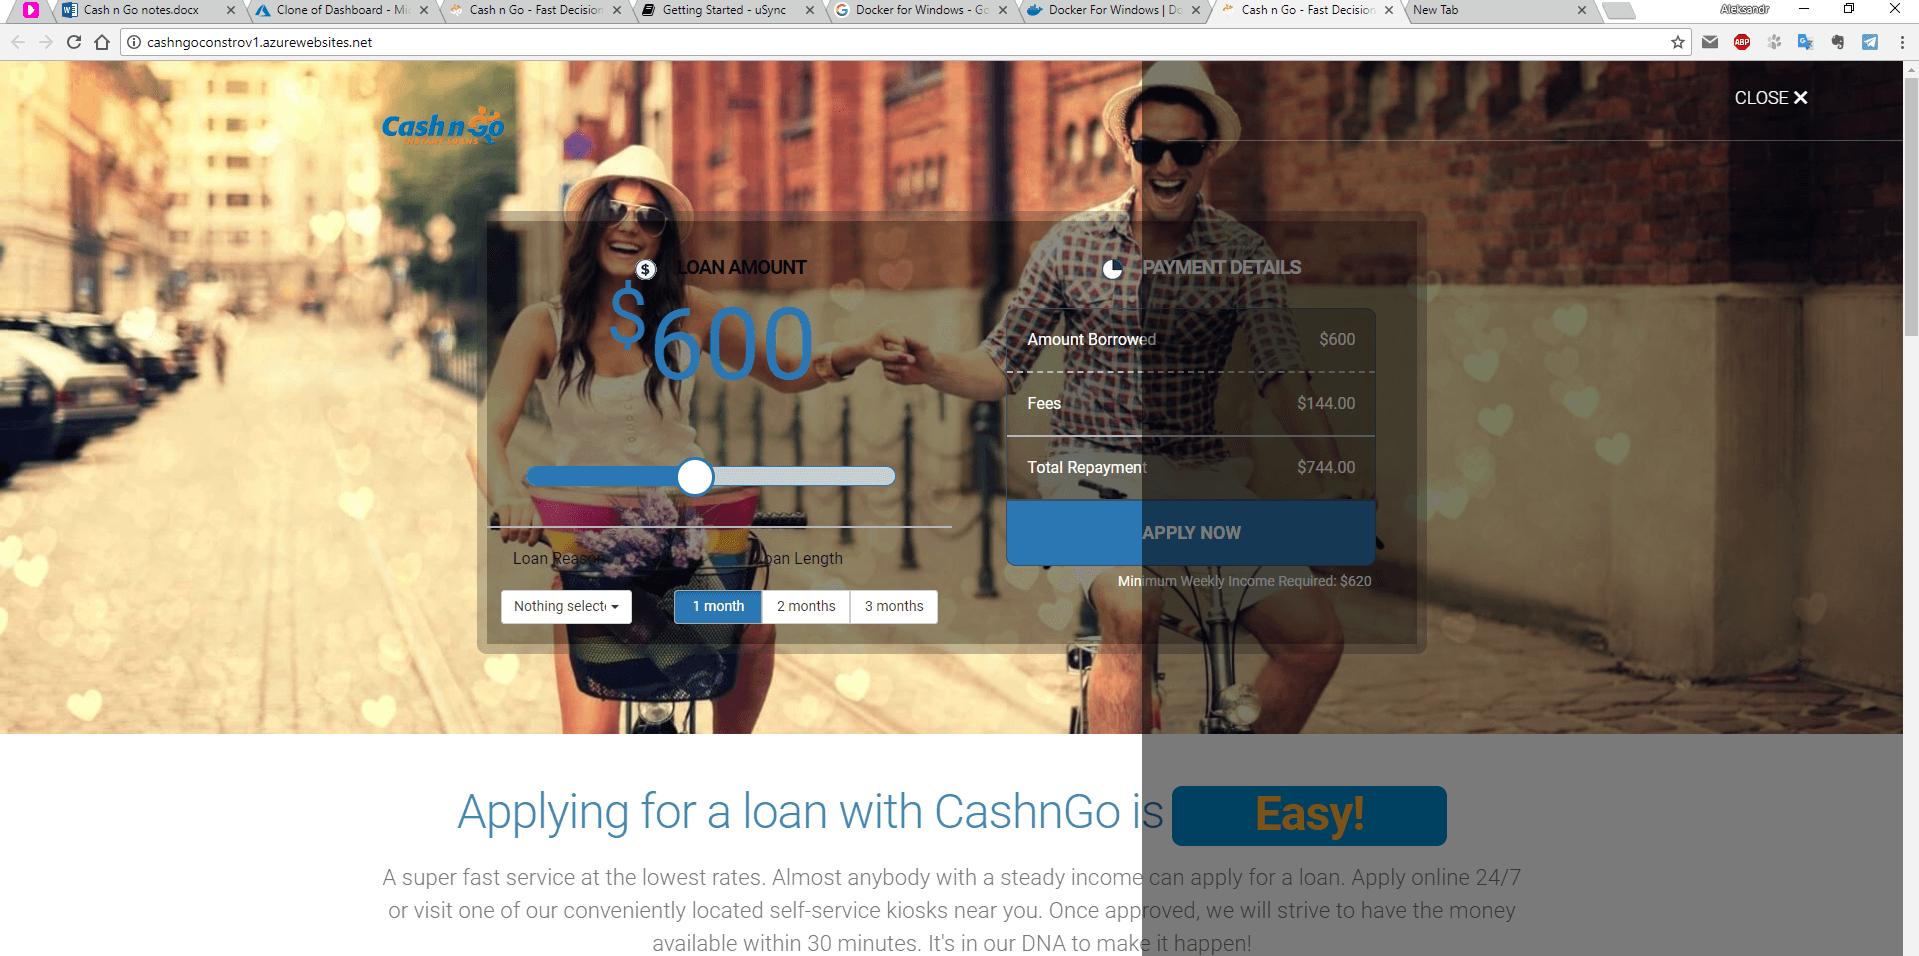 Cash n Go notes.docx
Clone of Dashboard - Mi
Cash n Go - Fast Decision
Getting Started - uSync
Docker for Windows - Go
Docker For Windows | Do
Cash n Go - Fast Decision
New Tab
Aleksandr
cashngoconstrov1.azurewebsites.net
ABP
CLOSE
Cash n Go
INSTANT LOANS
LOAN AMOUNT
$600
Loan Reason
Loan Length
Nothing selecte
1 month
2 months
3 months
PAYMENT DETAILS
Amount Borrowed $600
Fees $144.00
Total Repayment $744.00
APPLY NOW
Minimum Weekly Income Required: $620
Applying for a loan with CashnGo is Easy!
A super fast service at the lowest rates. Almost anybody with a steady income can apply for a loan. Apply online 24/7
or visit one of our conveniently located self-service kiosks near you. Once approved, we will strive to have the money
available within 30 minutes. It's in our DNA to make it happen!